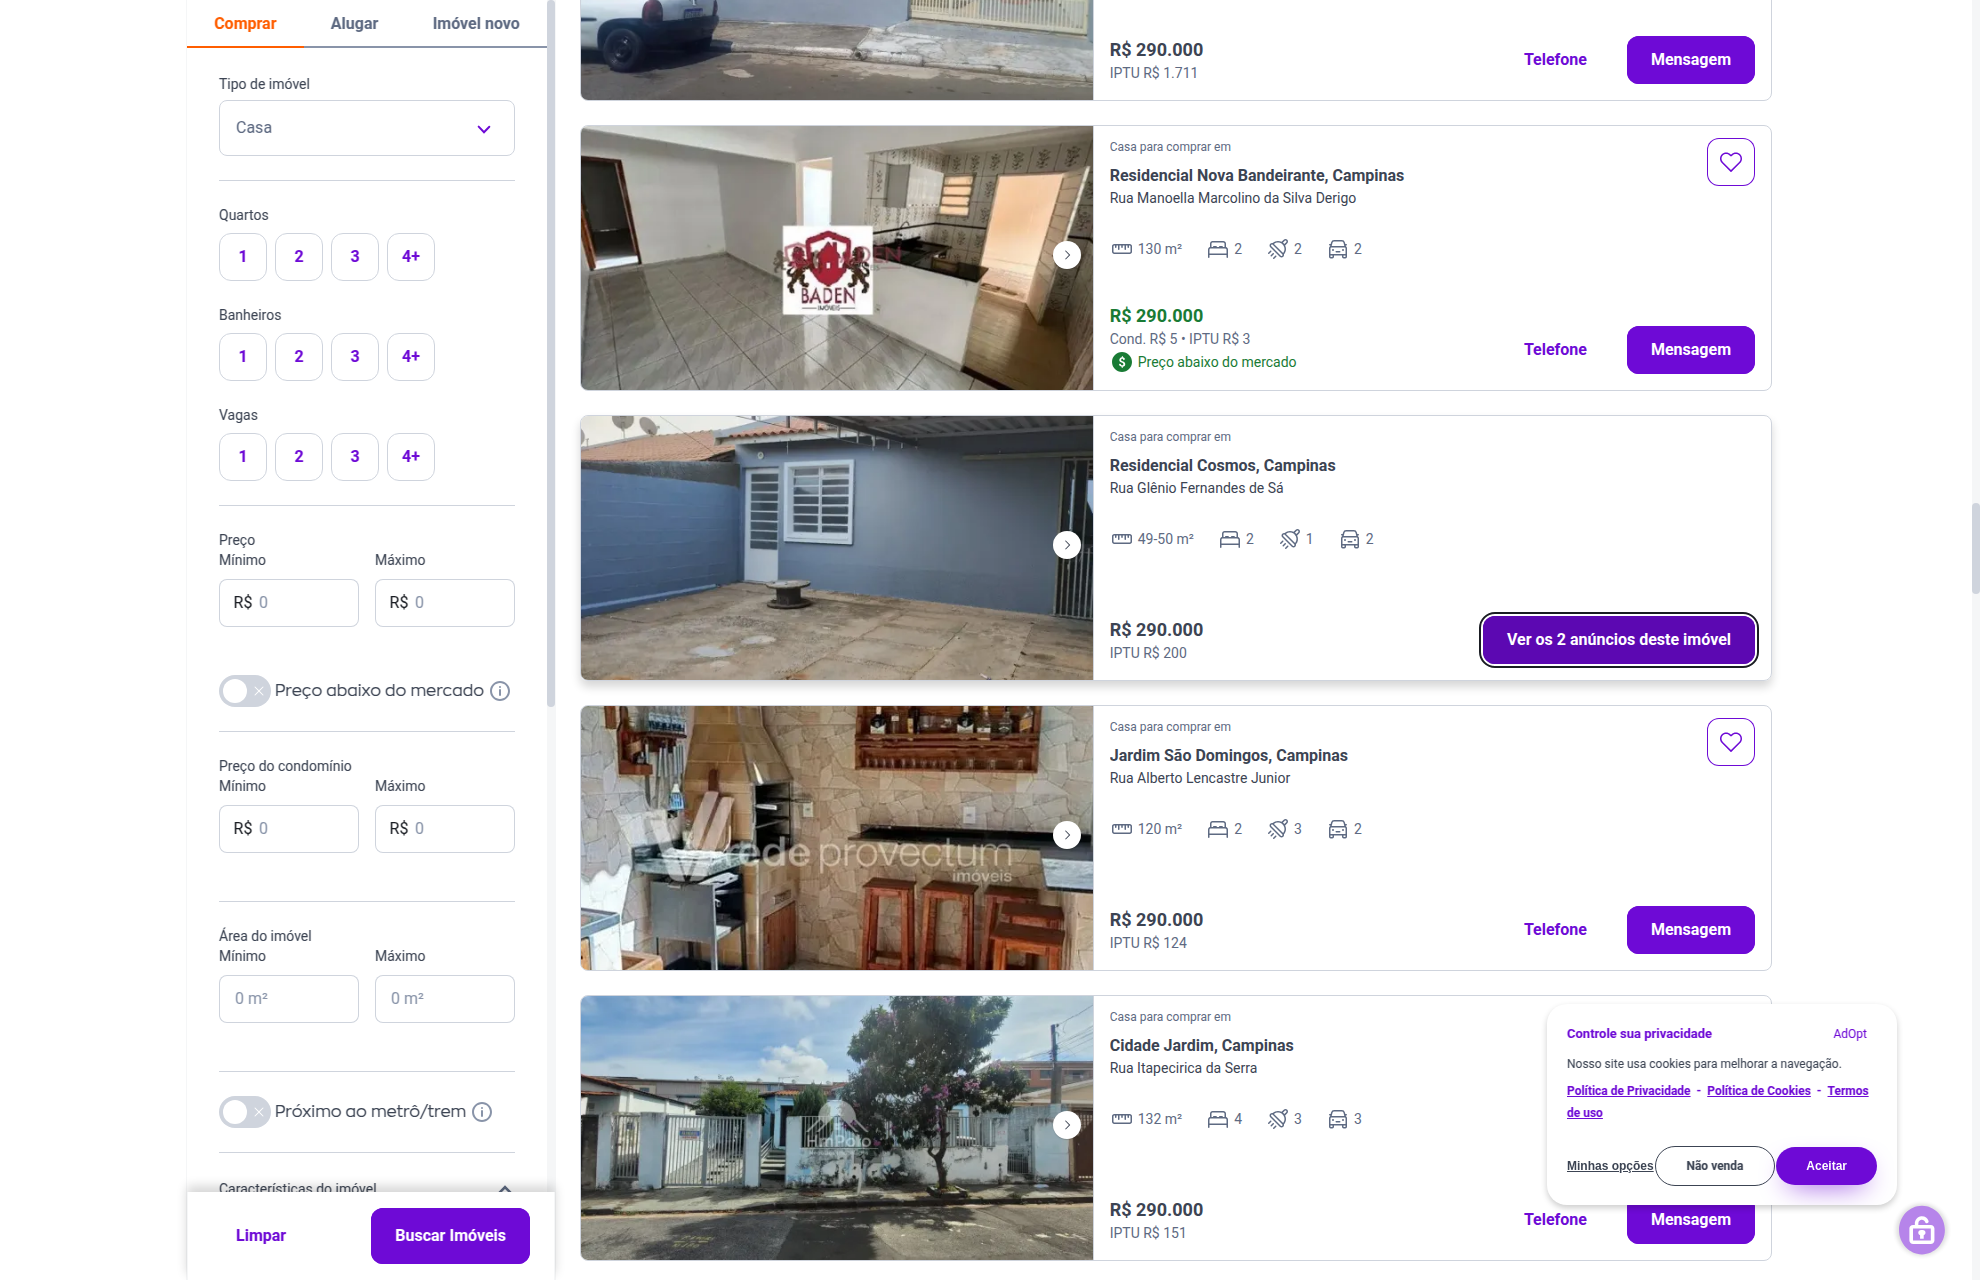 Comprar
Alugar
Imóvel novo
Tipo de imóvel
Casa
Quartos
1
2
3
4+
Banheiros
1
2
3
4+
Vagas
1
2
3
4+
Preço
Mínimo
Máximo
R$ 0
R$ 0
Preço abaixo do mercado
Preço do condomínio
Mínimo
Máximo
R$ 0
R$ 0
Área do imóvel
Mínimo
Máximo
0 m²
0 m²
Próximo ao metrô/trem
Características do imóvel
Limpar
Buscar Imóveis
R$ 290.000
IPTU R$ 1.711
Telefone
Mensagem
BADEN
IMÓVEIS
Casa para comprar em
Residencial Nova Bandeirante, Campinas
Rua Manoella Marcolino da Silva Derigo
130 m²
2
2
2
R$ 290.000
Cond. R$ 5 • IPTU R$ 3
Preço abaixo do mercado
Telefone
Mensagem
Casa para comprar em
Residencial Cosmos, Campinas
Rua Glênio Fernandes de Sá
49-50 m²
2
1
2
R$ 290.000
IPTU R$ 200
Ver os 2 anúncios deste imóvel
rede provectum
imóveis
Casa para comprar em
Jardim São Domingos, Campinas
Rua Alberto Lencastre Junior
120 m²
2
3
2
R$ 290.000
IPTU R$ 124
Telefone
Mensagem
HmPolo
Casa para comprar em
Cidade Jardim, Campinas
Rua Itapecirica da Serra
132 m²
4
3
3
R$ 290.000
IPTU R$ 151
Telefone
Mensagem
Controle sua privacidade
AdOpt
Nosso site usa cookies para melhorar a navegação.
Política de Privacidade - Política de Cookies - Termos
de uso
Minhas opções
Não venda
Aceitar